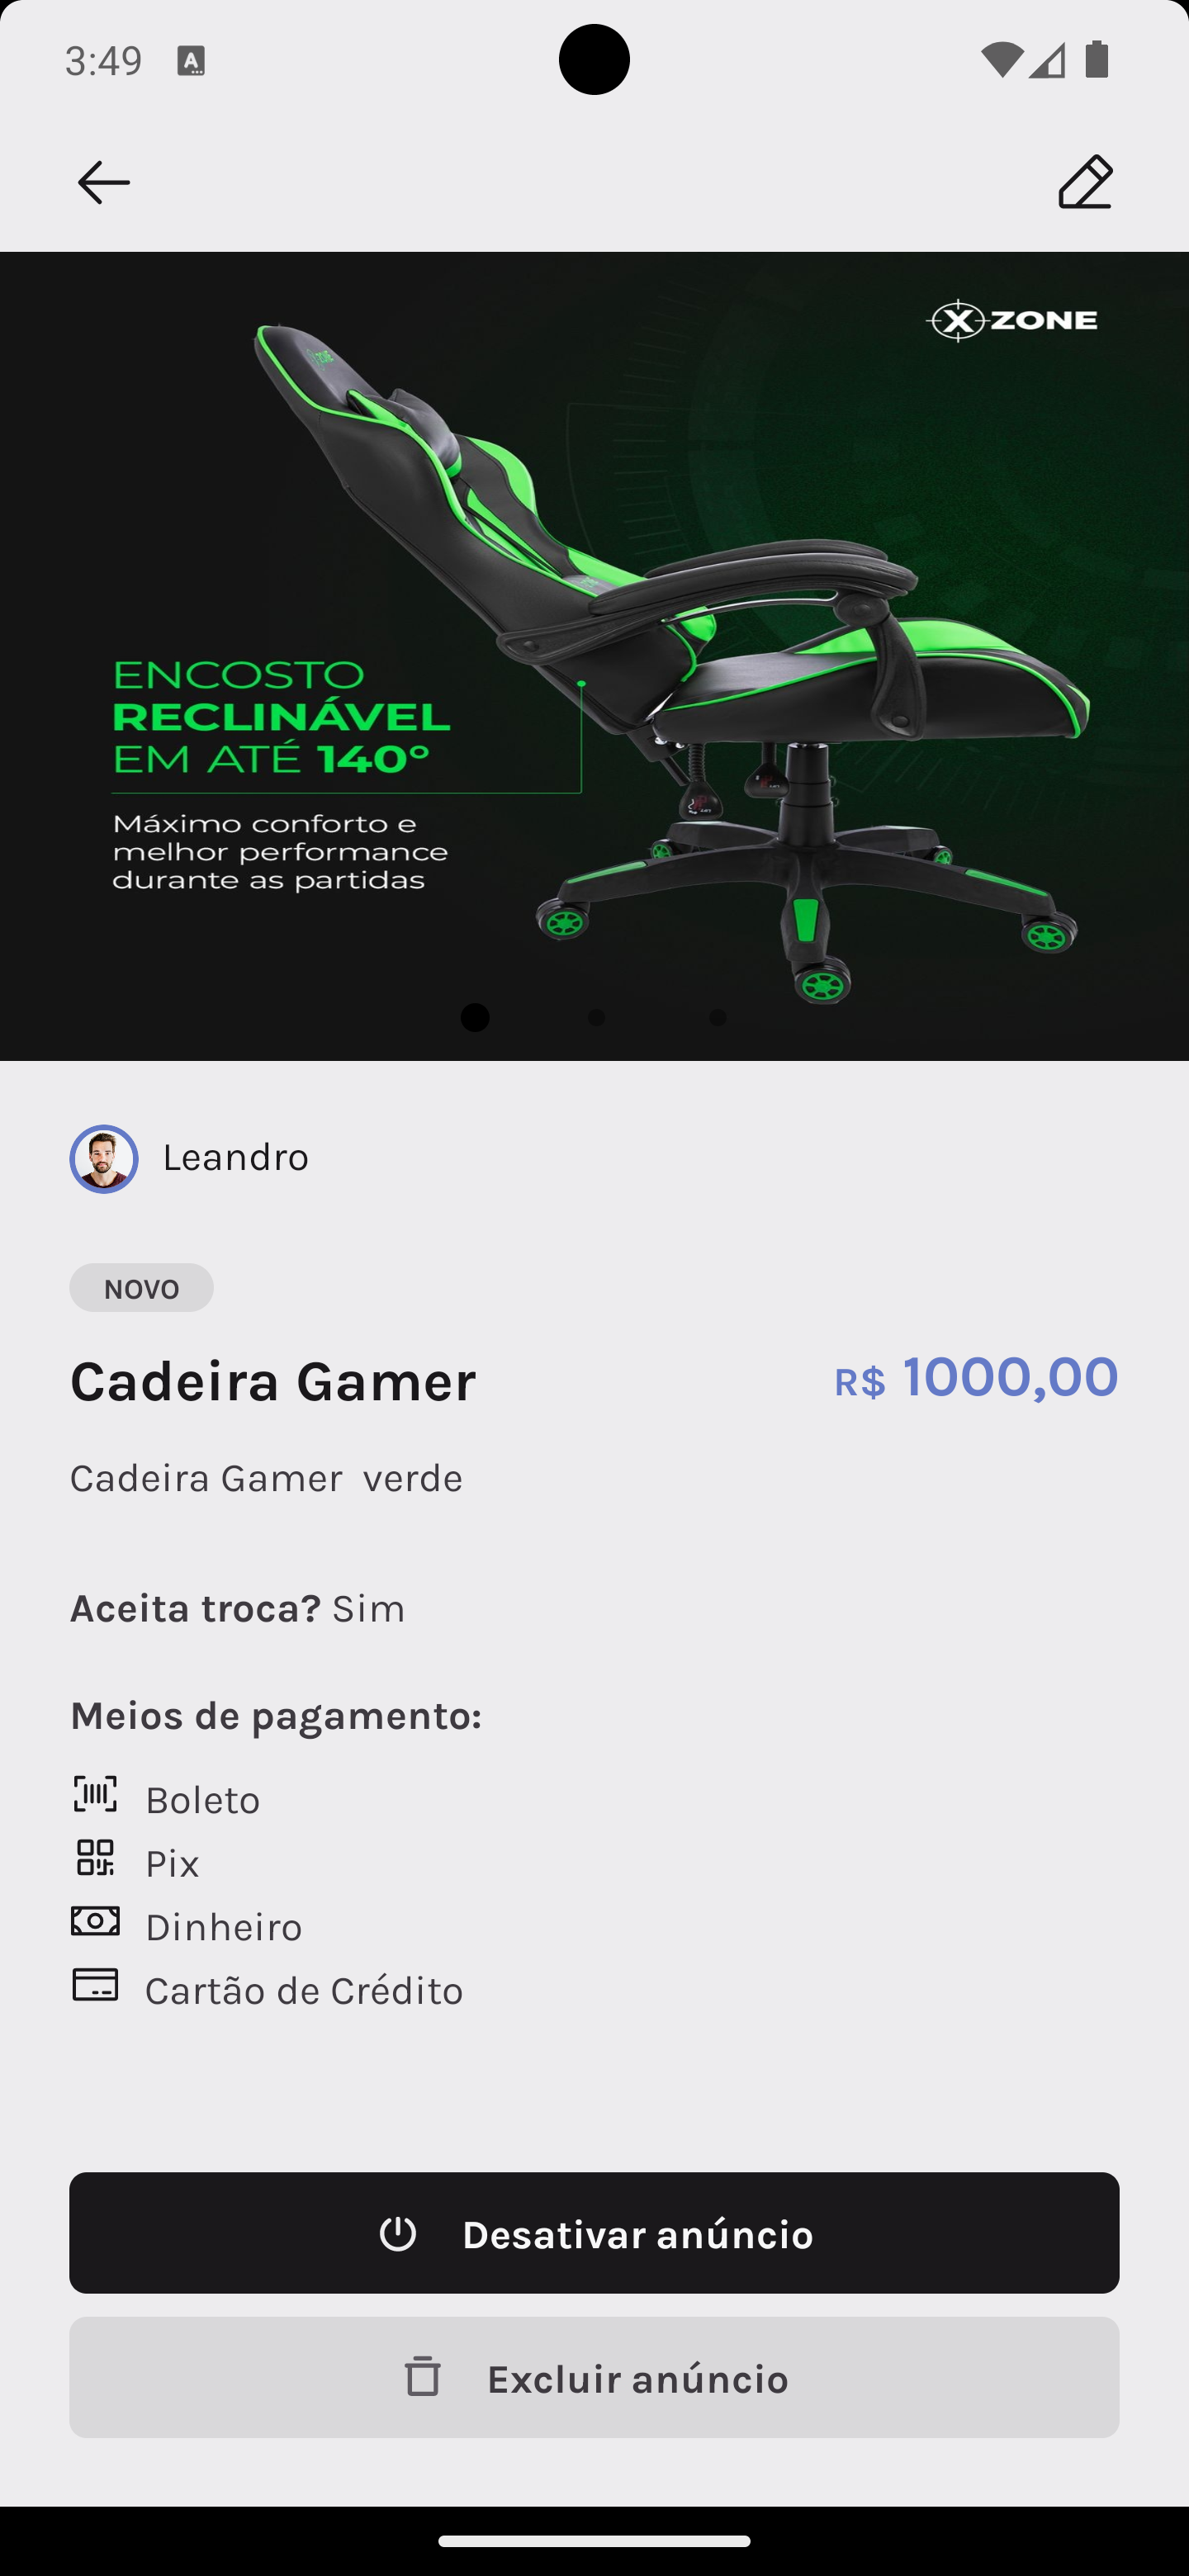 3:49
A
X ZONE
ENCOSTO
RECLINÁVEL
EM ATÉ 140º
Máximo conforto e
melhor performance
durante as partidas
Leandro
NOVO
Cadeira Gamer
R$ 1000,00
Cadeira Gamer  verde
Aceita troca? Sim
Meios de pagamento:
Boleto
Pix
Dinheiro
Cartão de Crédito
Desativar anúncio
Excluir anúncio